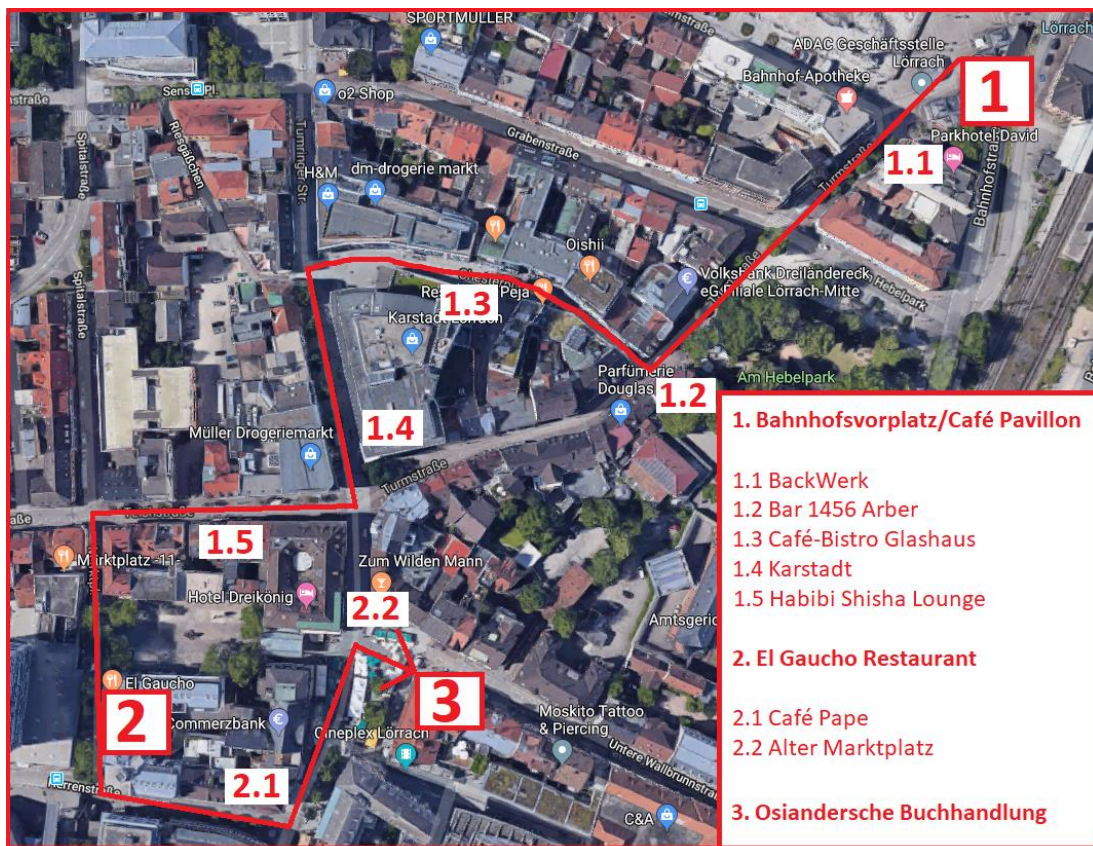 SPORTMÜLLER
Lörrach
ADAC Geschäftsstelle
Lörrach
1
Bahnhof-Apotheke
o2 Shop
Spitalstraße
Riesgäßchen
Tumringer Str.
Grabenstraße
Turmstraße
1.1
Parkhotel David
Bahnhofstraße
H&M
dm-drogerie markt
Oishii
Volksbank Dreiländereck
eG-Filiale Lörrach-Mitte
1.3
Karstadt Lörrach
Spitalstraße
Parfümerie
Douglas
1.2
Am Hebelpark
1.4
Müller Drogeriemarkt
Turmstraße
1.5
Marktplatz -11-
Zum Wilden Mann
Hotel Dreikönig
2.2
El Gaucho
2
Commerzbank
3
Cineplex Lörrach
Moskito Tattoo
& Piercing
2.1
Herrenstraße
C&A
1. Bahnhofsvorplatz/Café Pavillon
1.1 BackWerk
1.2 Bar 1456 Arber
1.3 Café-Bistro Glashaus
1.4 Karstadt
1.5 Habibi Shisha Lounge
2. El Gaucho Restaurant
2.1 Café Pape
2.2 Alter Marktplatz
3. Osiandersche Buchhandlung